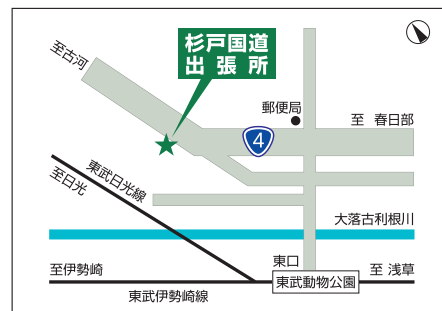 杉戸国道
出張所
至古河
郵便局
至 春日部
4
東武日光線
至日光
大落古利根川
東口
至伊勢崎
東武動物公園
至 浅草
東武伊勢崎線